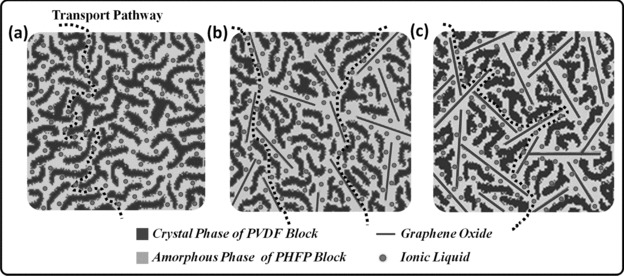 Transport Pathway
(a) (b) (c)
Crystal Phase of PVDF Block Graphene Oxide
Amorphous Phase of PHFP Block Ionic Liquid